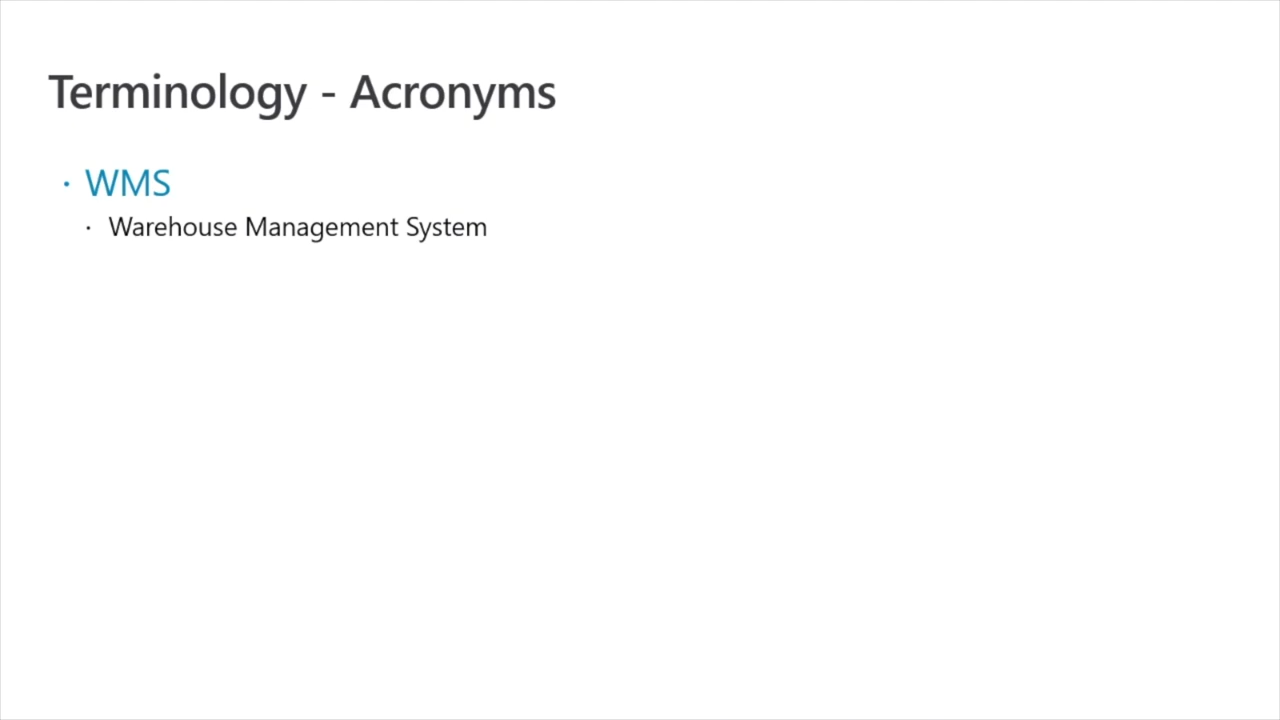 Terminology - Acronyms
· WMS
· Warehouse Management System